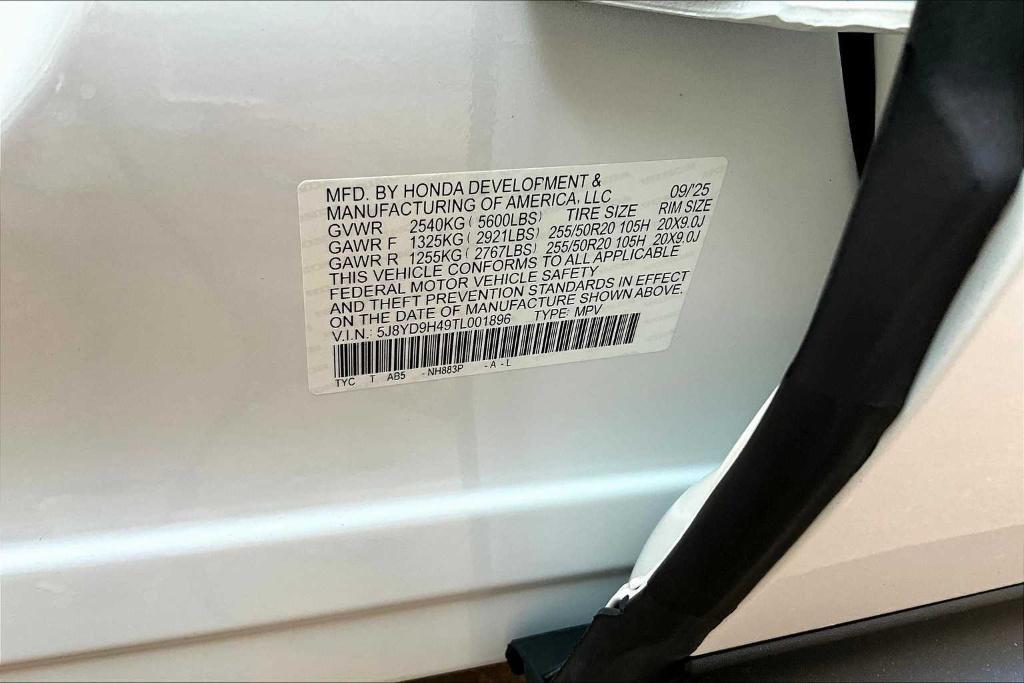 MFD. BY HONDA DEVELOPMENT &
MANUFACTURING OF AMERICA, LLC 09/'25
GVWR 2540KG ( 5600LBS) TIRE SIZE RIM SIZE
GAWR F 1325KG ( 2921LBS) 255/50R20 105H 20X9.0J
GAWR R 1255KG ( 2767LBS) 255/50R20 105H 20X9.0J
THIS VEHICLE CONFORMS TO ALL APPLICABLE
FEDERAL MOTOR VEHICLE SAFETY
AND THEFT PREVENTION STANDARDS IN EFFECT
ON THE DATE OF MANUFACTURE SHOWN ABOVE.
V.I.N.: 5J8YD9H49TL001896 TYPE: MPV
TYC T AB5 -NH883P -A-L